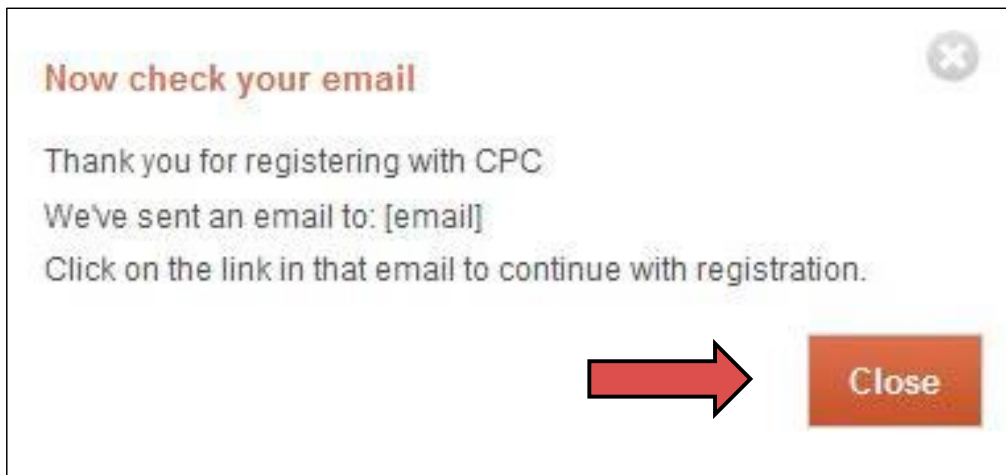 Now check your email
Thank you for registering with CPC
We've sent an email to: [email]
Click on the link in that email to continue with registration.
Close